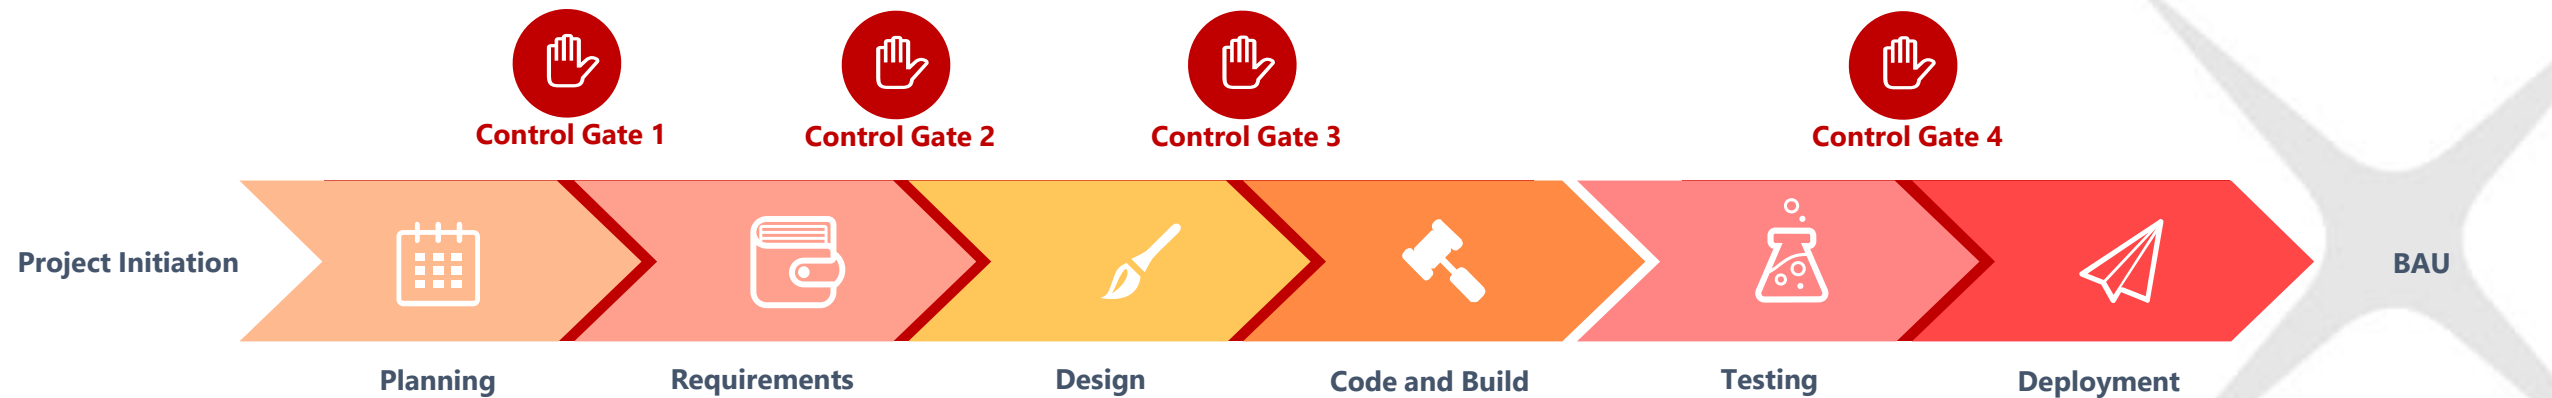 Control Gate 1
Control Gate 2
Control Gate 3
Control Gate 4
Project Initiation
BAU
Planning
Requirements
Design
Code and Build
Testing
Deployment